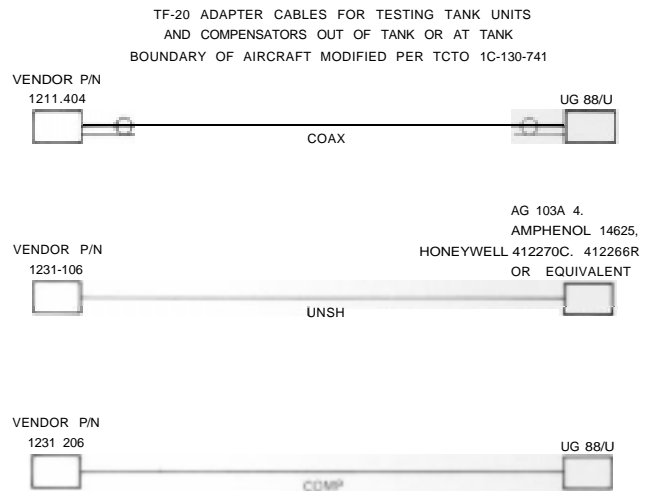 TF-20 ADAPTER CABLES FOR TESTING TANK UNITS
AND COMPENSATORS OUT OF TANK OR AT TANK
BOUNDARY OF AIRCRAFT MODIFIED PER TCTO 1C-130-741
VENDOR P/N
1211.404
UG 88/U
COAX
AG 103A 4.
AMPHENOL 14625,
HONEYWELL 412270C. 412266R
OR EQUIVALENT
VENDOR P/N
1231-106
UNSH
VENDOR P/N
1231 206
UG 88/U
COMP